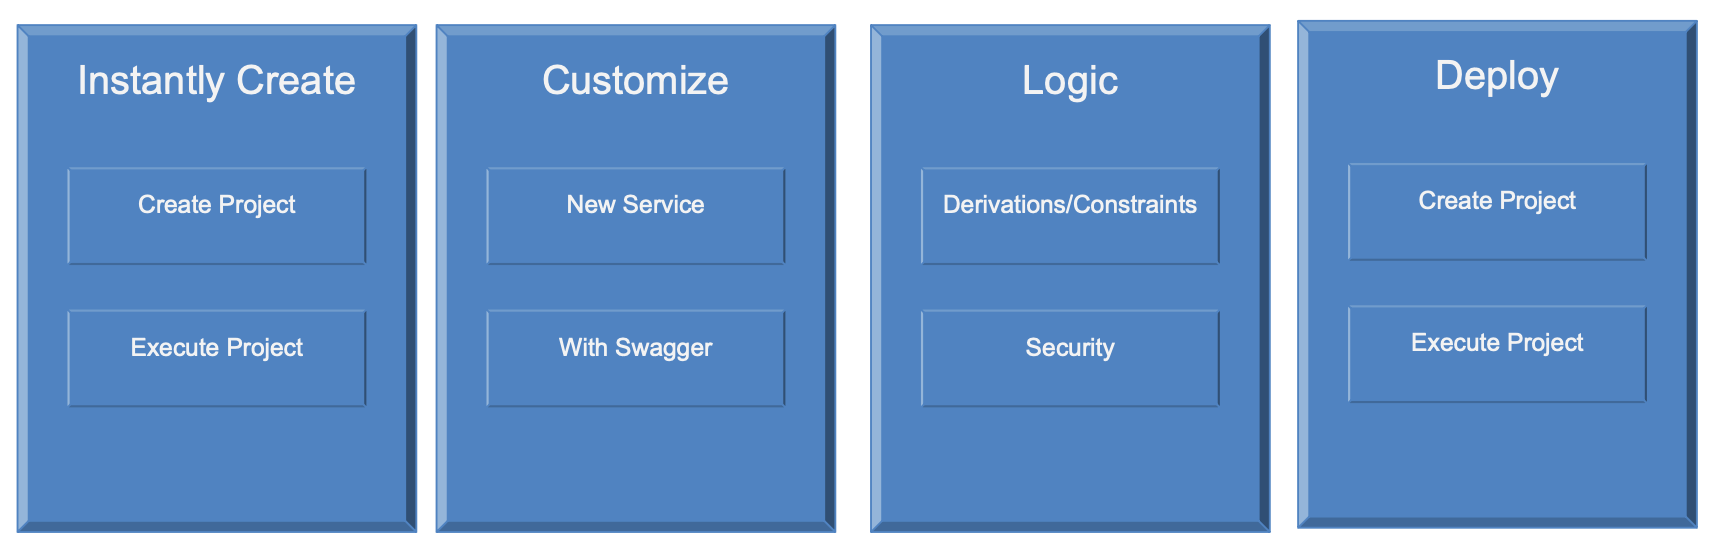 Instantly Create
Create Project
Execute Project
Customize
New Service
With Swagger
Logic
Derivations/Constraints
Security
Deploy
Create Project
Execute Project